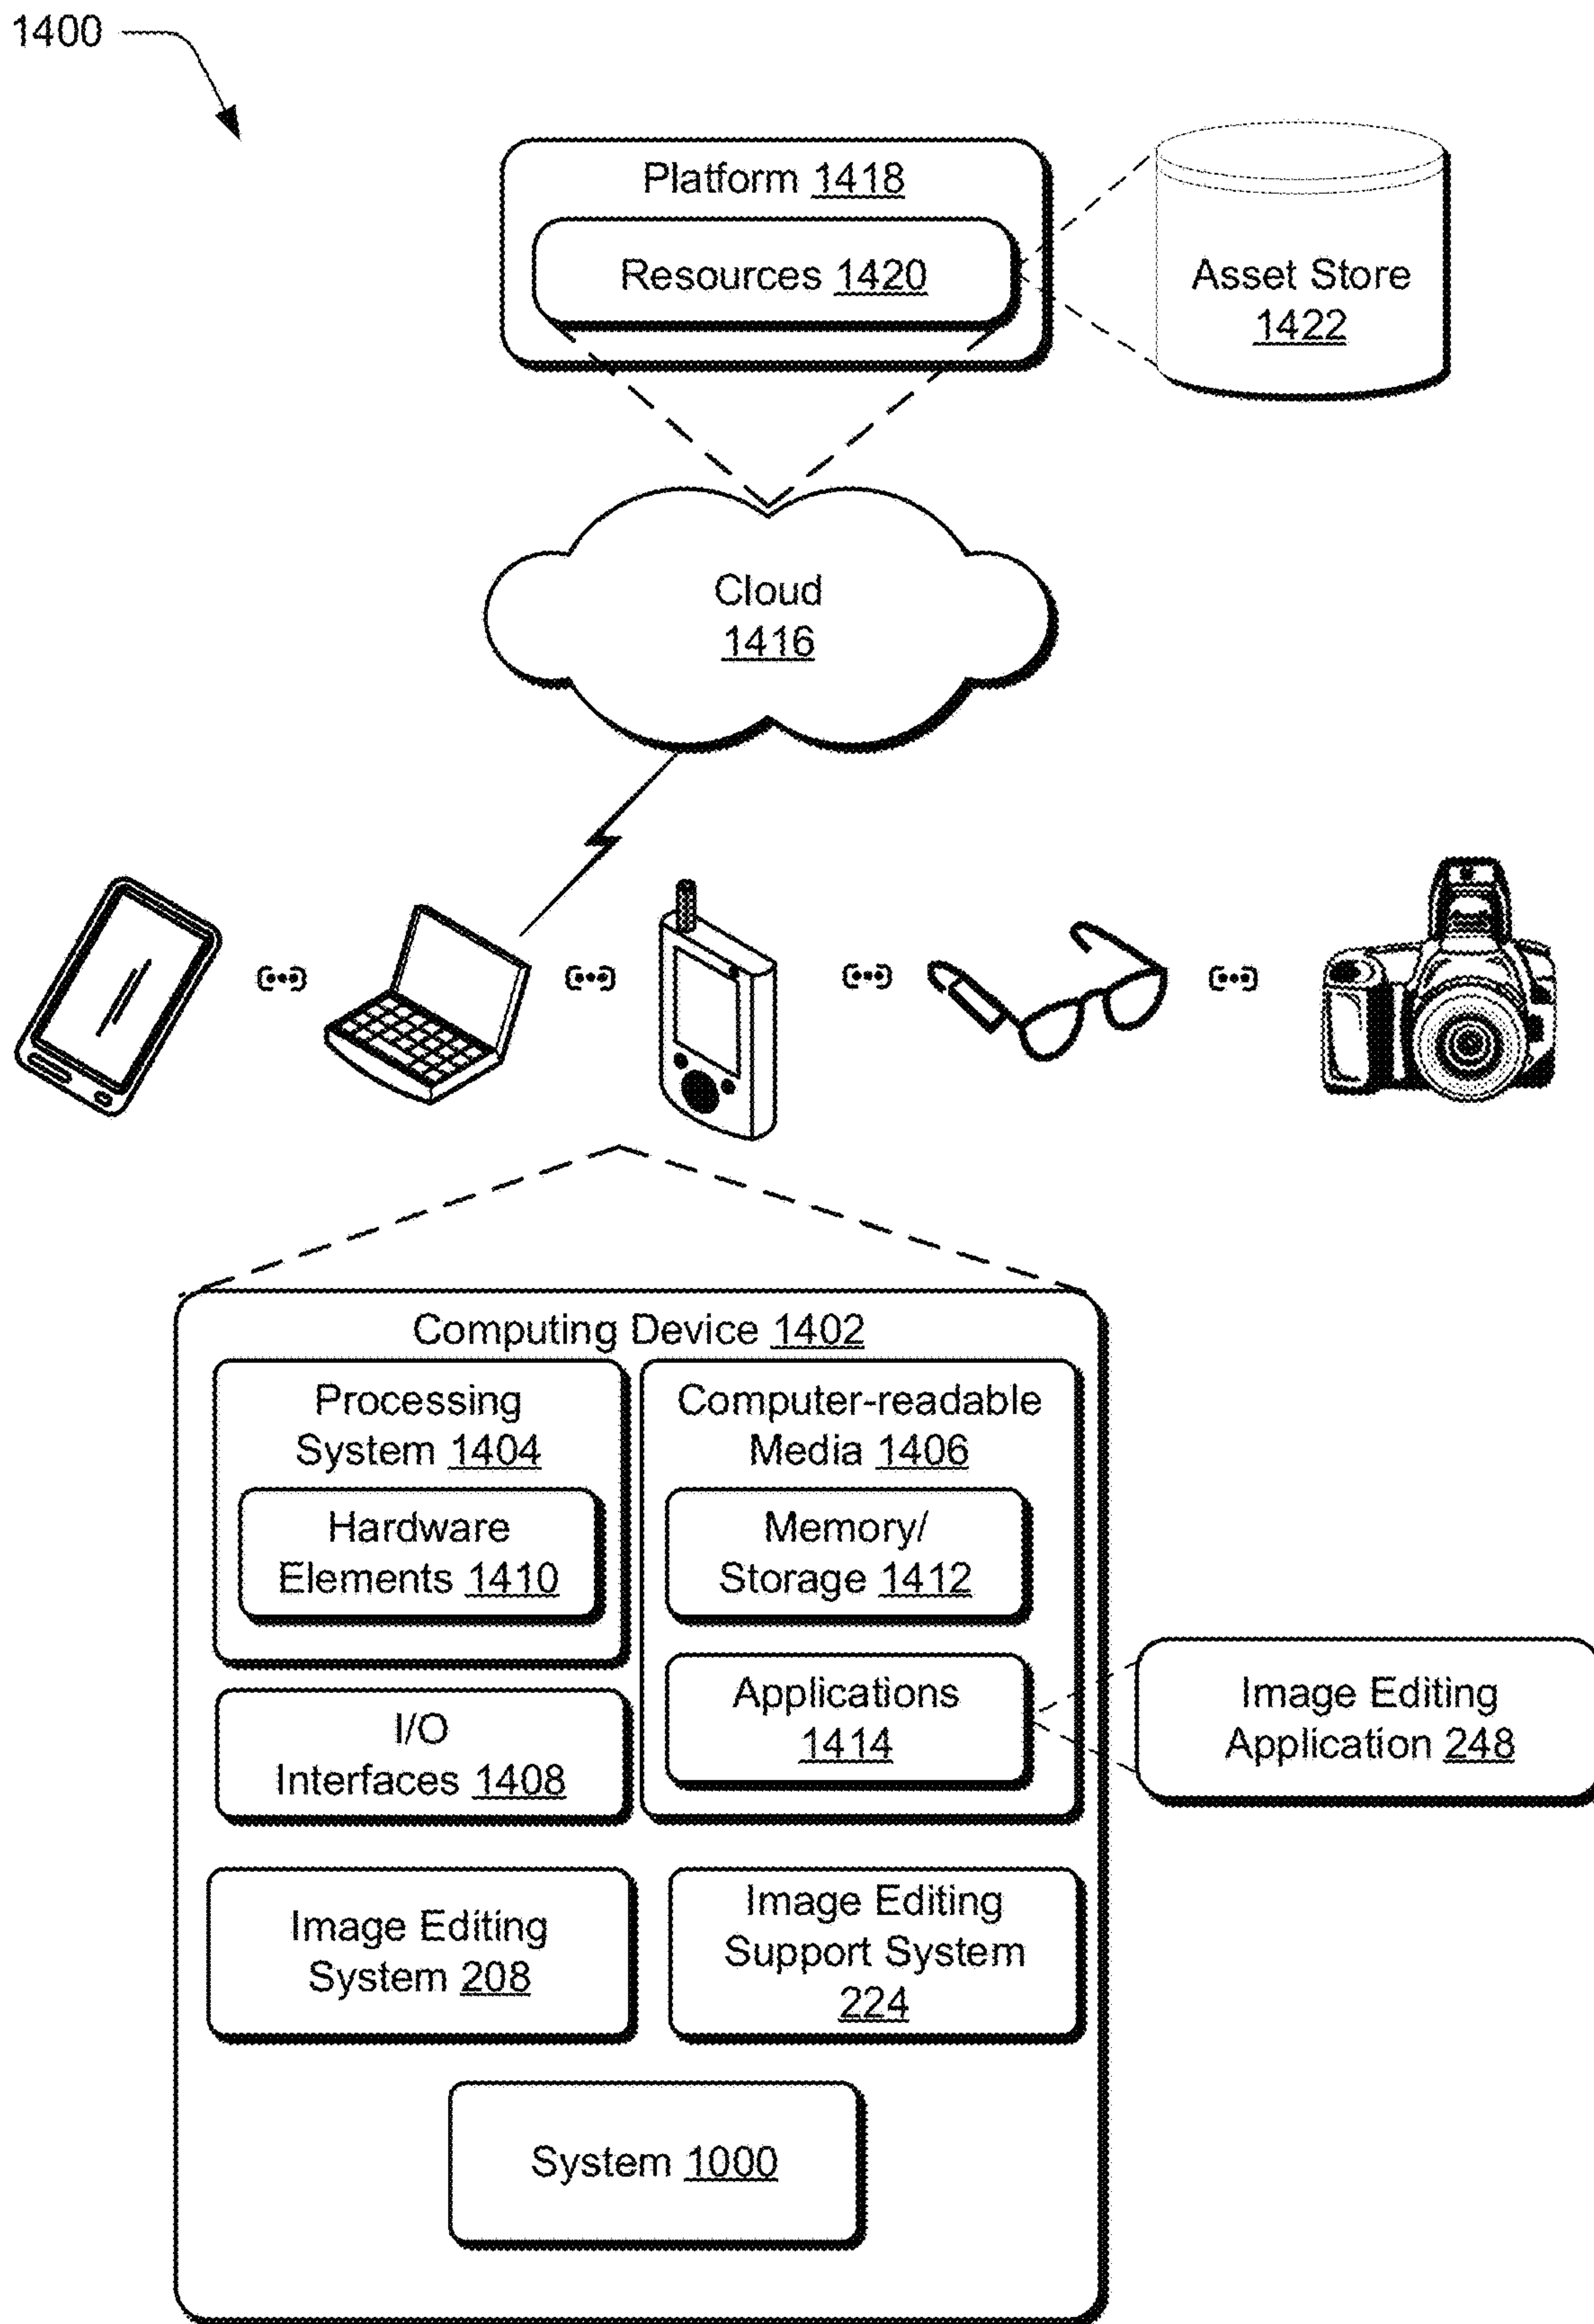 1400
Platform 1418
Resources 1420
Asset Store
1422
Cloud
1416
Computing Device 1402
Processing
System 1404
Hardware
Elements 1410
I/O
Interfaces 1408
Computer-readable
Media 1406
Memory/
Storage 1412
Applications
1414
Image Editing
Application 248
Image Editing
System 208
Image Editing
Support System
224
System 1000